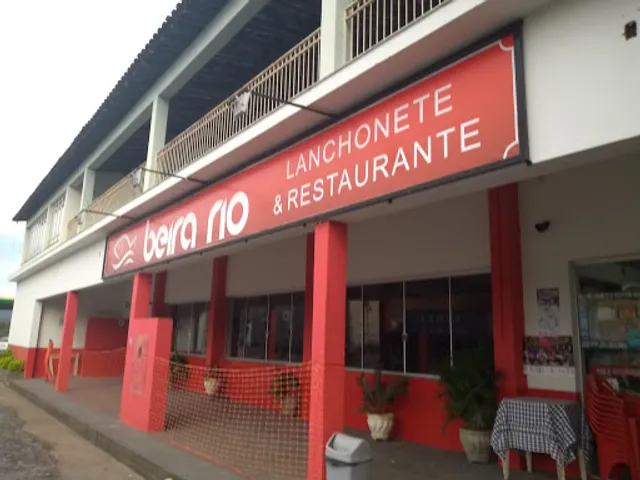 beira rio
LANCHONETE
& RESTAURANTE